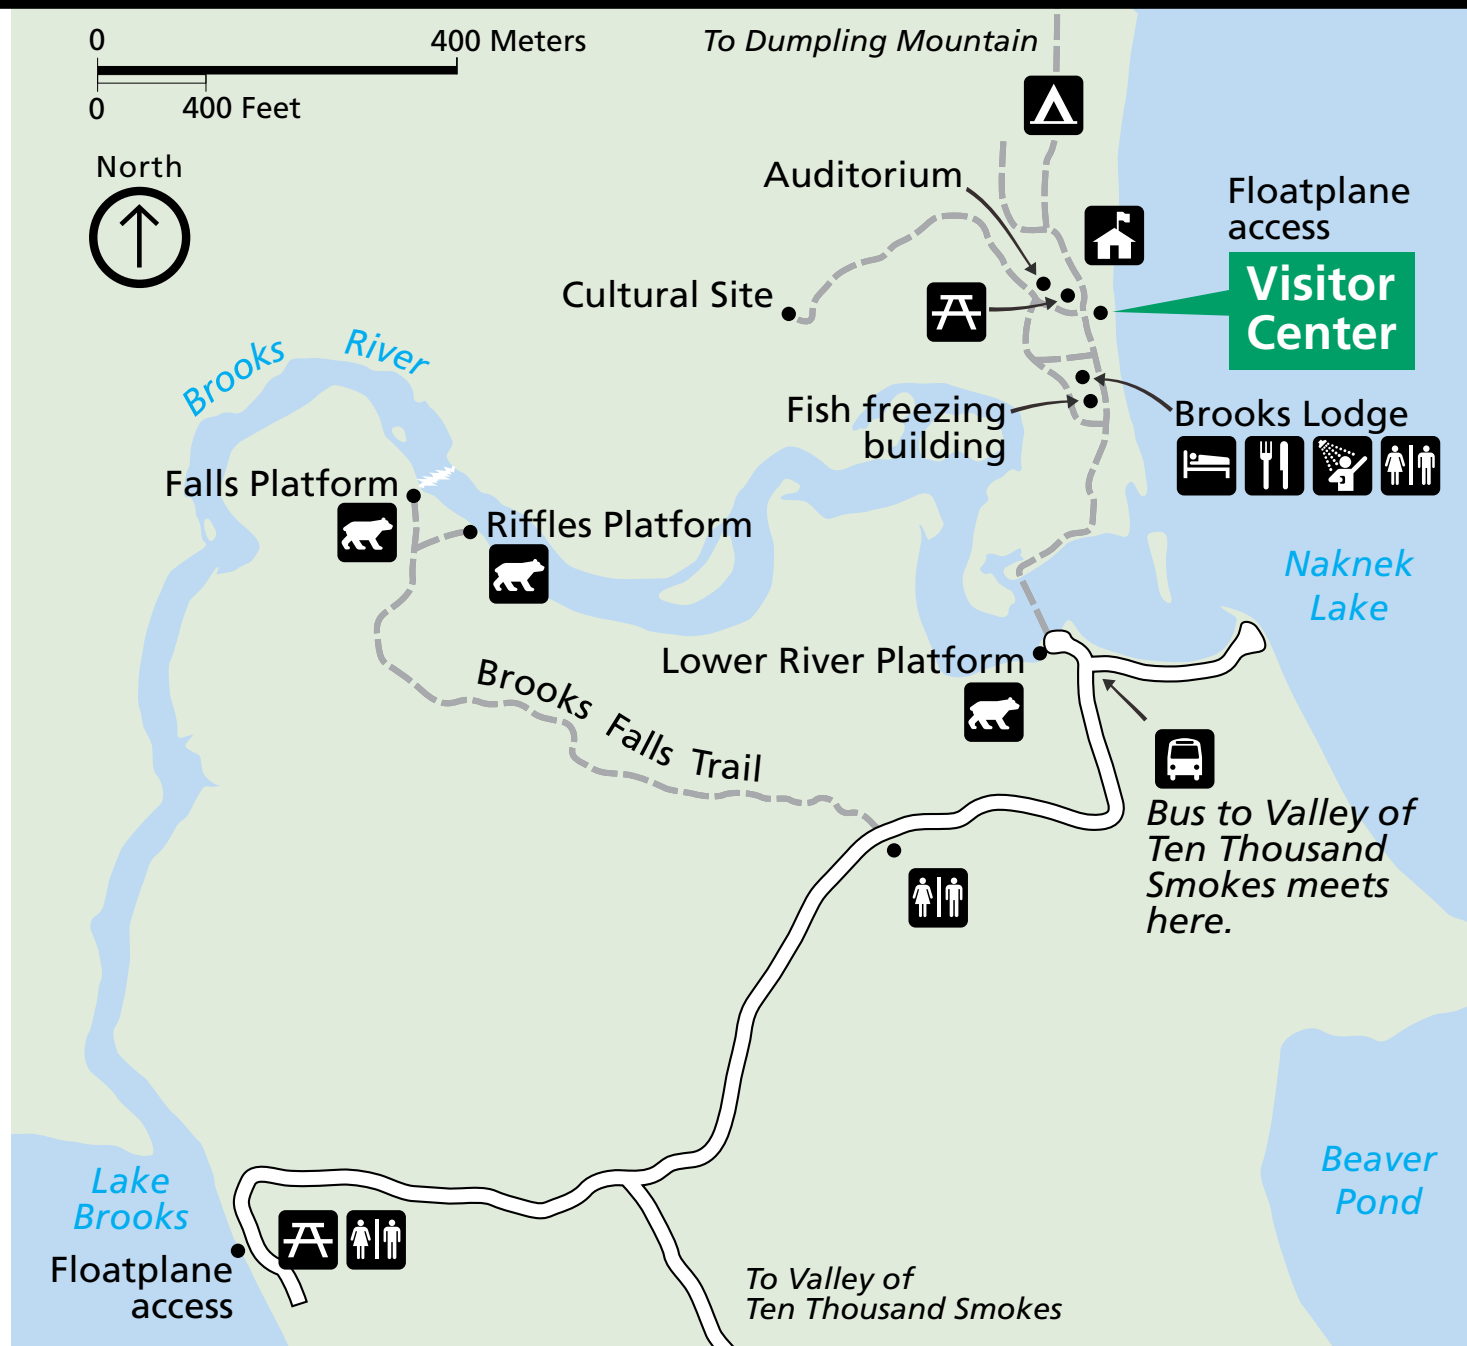 0
400 Meters
0
400 Feet
North
To Dumpling Mountain
Auditorium
Floatplane
access
Visitor
Center
Cultural Site
Brooks River
Fish freezing
building
Brooks Lodge
Falls Platform
Riffles Platform
Naknek
Lake
Lower River Platform
Brooks Falls Trail
Bus to Valley of
Ten Thousand
Smokes meets
here.
Lake
Brooks
Floatplane
access
Beaver
Pond
To Valley of
Ten Thousand Smokes